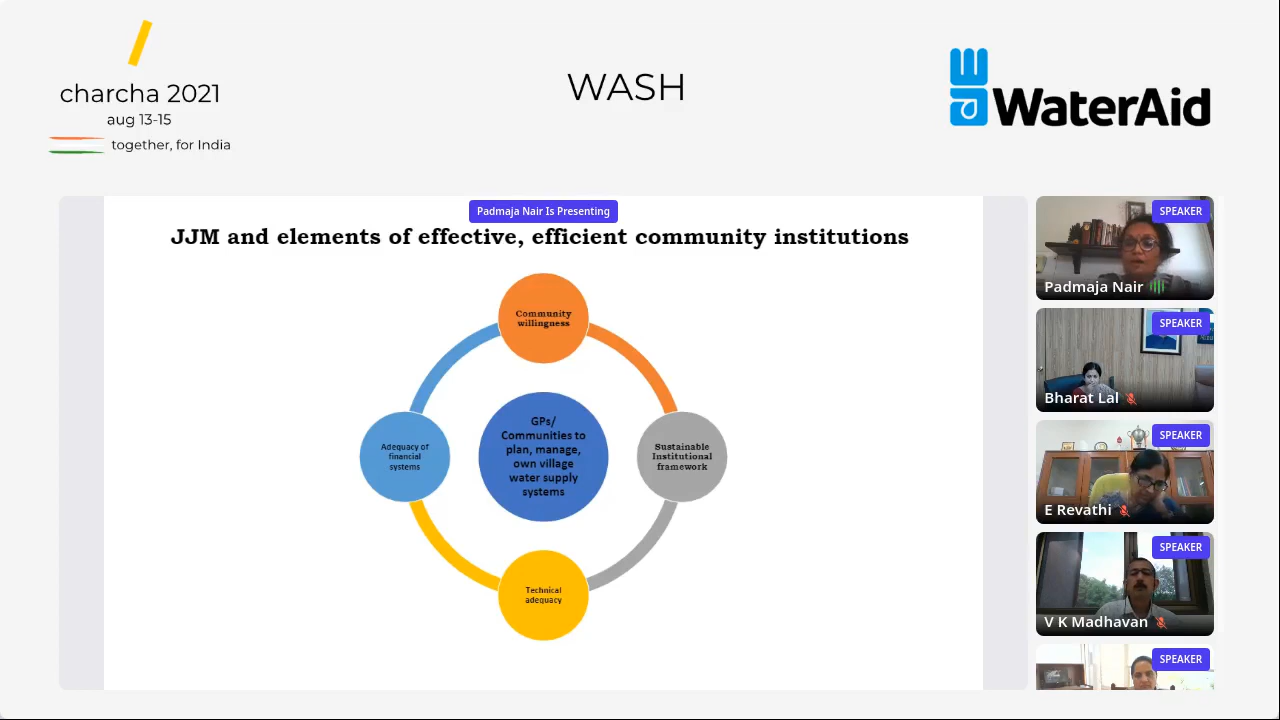 charcha 2021
aug 13-15
together, for India
WASH
WaterAid
Padmaja Nair Is Presenting
JJM and elements of effective, efficient community institutions
Community
willingness
Adequacy of
financial
systems
GPs/
Communities to
plan, manage,
own village
water supply
systems
Sustainable
Institutional
framework
Technical
adequacy
SPEAKER
Padmaja Nair
SPEAKER
Bharat Lal
SPEAKER
E Revathi
SPEAKER
V K Madhavan
SPEAKER